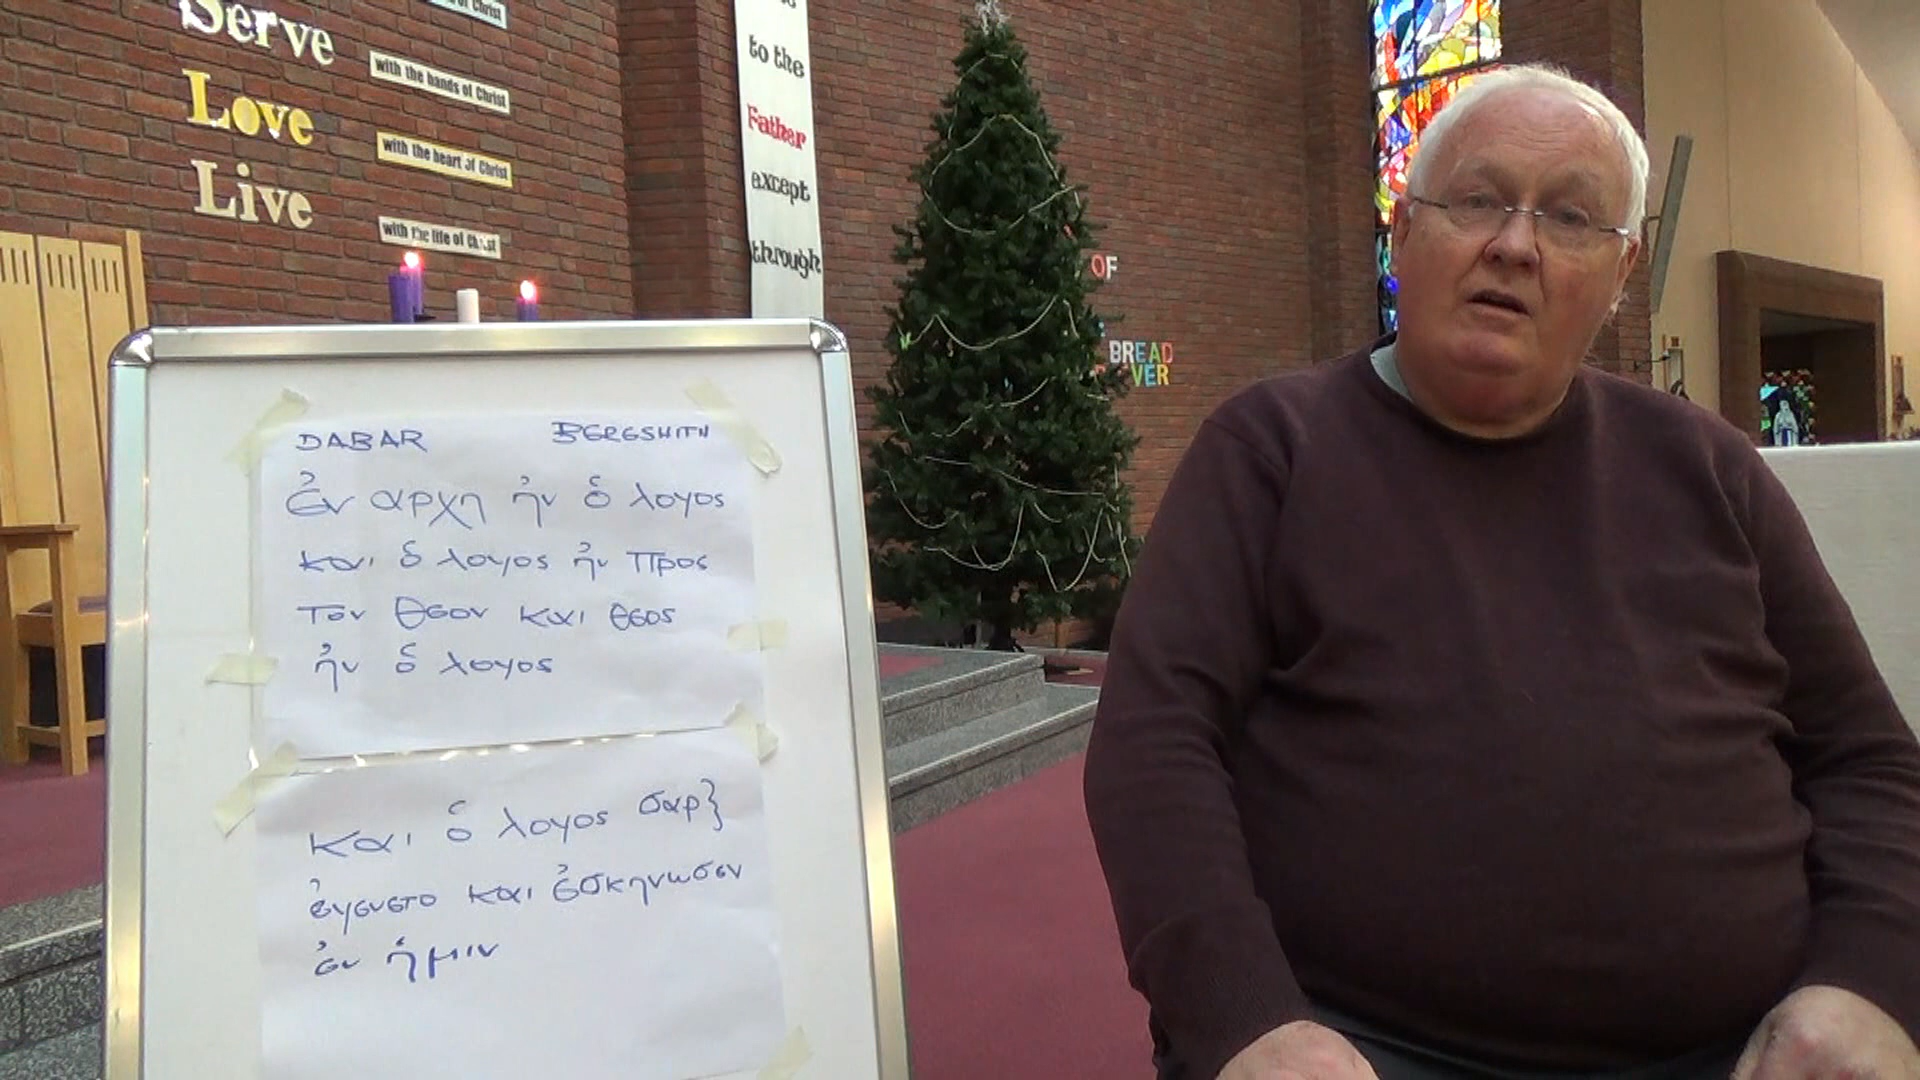 Serve
of Christ
with the hands of Christ
Love
with the heart of Christ
Live
with the life of Christ
to the
Father
except
through
OF
BREAD
VER
DABAR BERESHITH
ἐν αρχη ἠν ὁ λογος
και ὁ λογος ἠν προς
τον θεον και θεος
ἠν ὁ λογος
και ὁ λογος σαρξ
ἐγενετο και ἐσκηνωσεν
ἐν ἡμιν